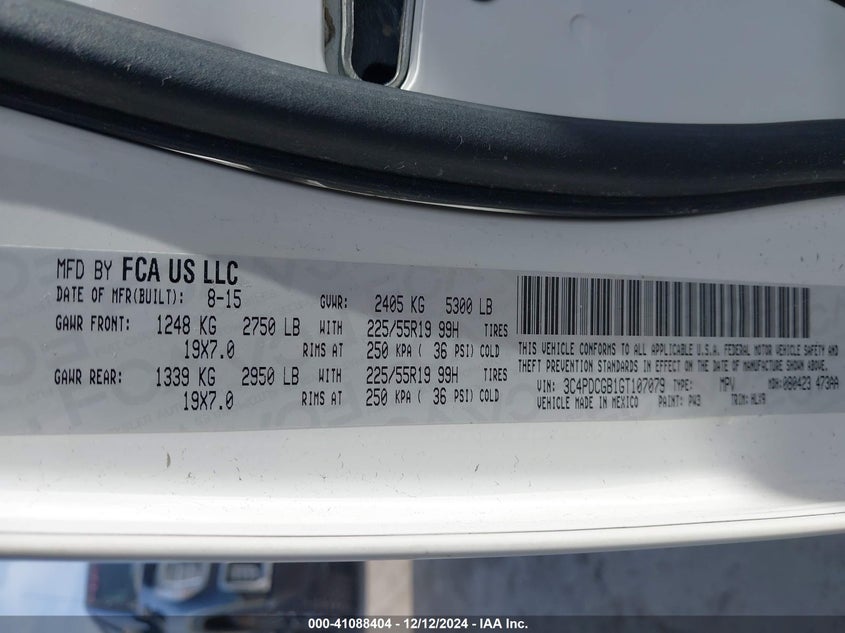 MFD BY FCA US LLC
DATE OF MFR(BUILT): 8-15 GVWR: 2405 KG 5300 LB
GAWR FRONT: 1248 KG 2750 LB WITH 225/55R19 99H TIRES
19X7.0 RIMS AT 250 KPA ( 36 PSI) COLD
GAWR REAR: 1339 KG 2950 LB WITH 225/55R19 99H TIRES
19X7.0 RIMS AT 250 KPA ( 36 PSI) COLD
THIS VEHICLE CONFORMS TO ALL APPLICABLE U.S.A. FEDERAL MOTOR VEHICLE SAFETY AND
THEFT PREVENTION STANDARDS IN EFFECT ON THE DATE OF MANUFACTURE SHOWN ABOVE.
VIN: 3C4PDCGB1GT107079 TYPE: MPV MDH: 080423 473AA
VEHICLE MADE IN MEXICO PAINT: PW3 TRIM: HLX9
000-41088404 - 12/12/2024 - IAA Inc.